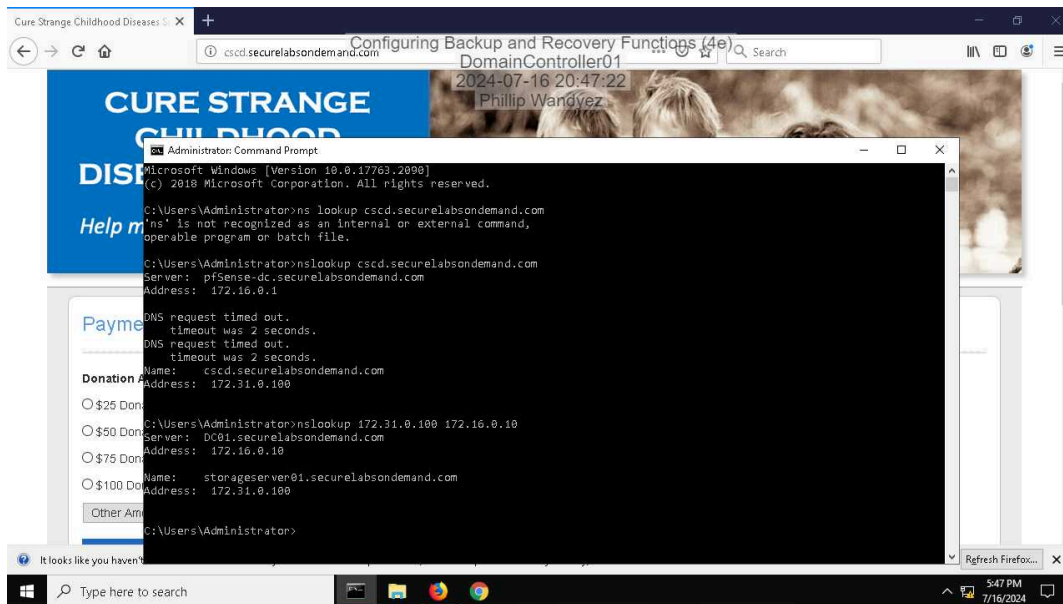 Cure Strange Childhood Diseases S
cscd.securelabsondemand.com
Search
Configuring Backup and Recovery Functions (4e)
DomainController01
2024-07-16 20:47:22
Phillip Wandyez
CURE STRANGE
CHILDHOOD
DISE
Help m
Administrator: Command Prompt
Microsoft Windows [Version 10.0.17763.2090]
(c) 2018 Microsoft Corporation. All rights reserved.
C:\Users\Administrator>ns lookup cscd.securelabsondemand.com
'ns' is not recognized as an internal or external command,
operable program or batch file.
C:\Users\Administrator>nslookup cscd.securelabsondemand.com
Server:  pfSense-dc.securelabsondemand.com
Address:  172.16.0.1
DNS request timed out.
    timeout was 2 seconds.
DNS request timed out.
    timeout was 2 seconds.
Name:    cscd.securelabsondemand.com
Address:  172.31.0.100
C:\Users\Administrator>nslookup 172.31.0.100 172.16.0.10
Server:  DC01.securelabsondemand.com
Address:  172.16.0.10
Name:    storageserver01.securelabsondemand.com
Address:  172.31.0.100
C:\Users\Administrator>
Payme
Donation A
$25 Don
$50 Don
$75 Don
$100 Do
Other Am
It looks like you haven't
Refresh Firefox...
Type here to search
5:47 PM
7/16/2024